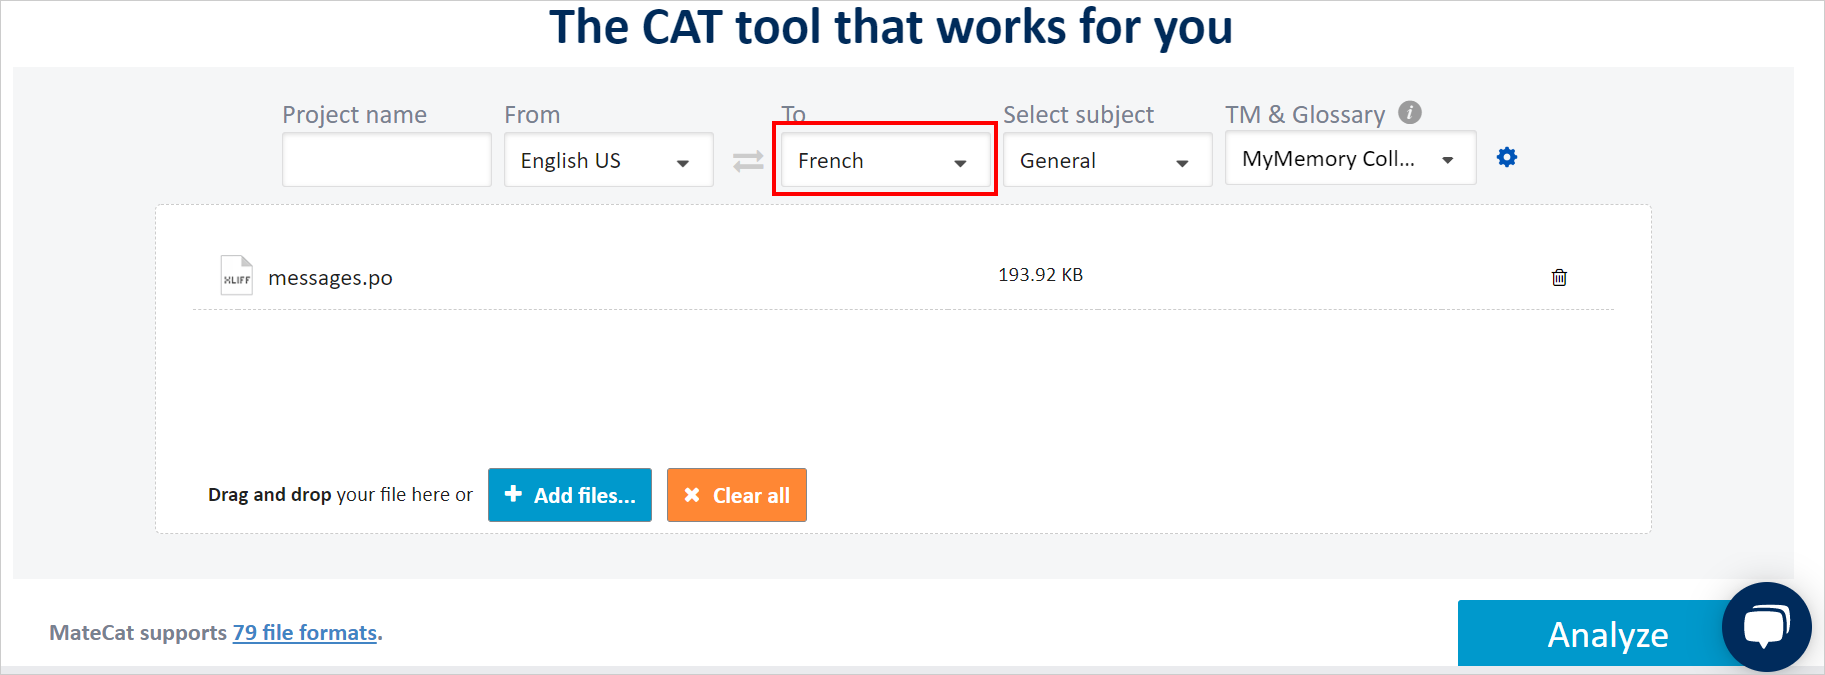 The CAT tool that works for you
Project name From To Select subject TM & Glossary i
English US French General MyMemory Coll...
XLIFF messages.po 193.92 KB
Drag and drop your file here or Add files... Clear all
MateCat supports 79 file formats.
Analyze